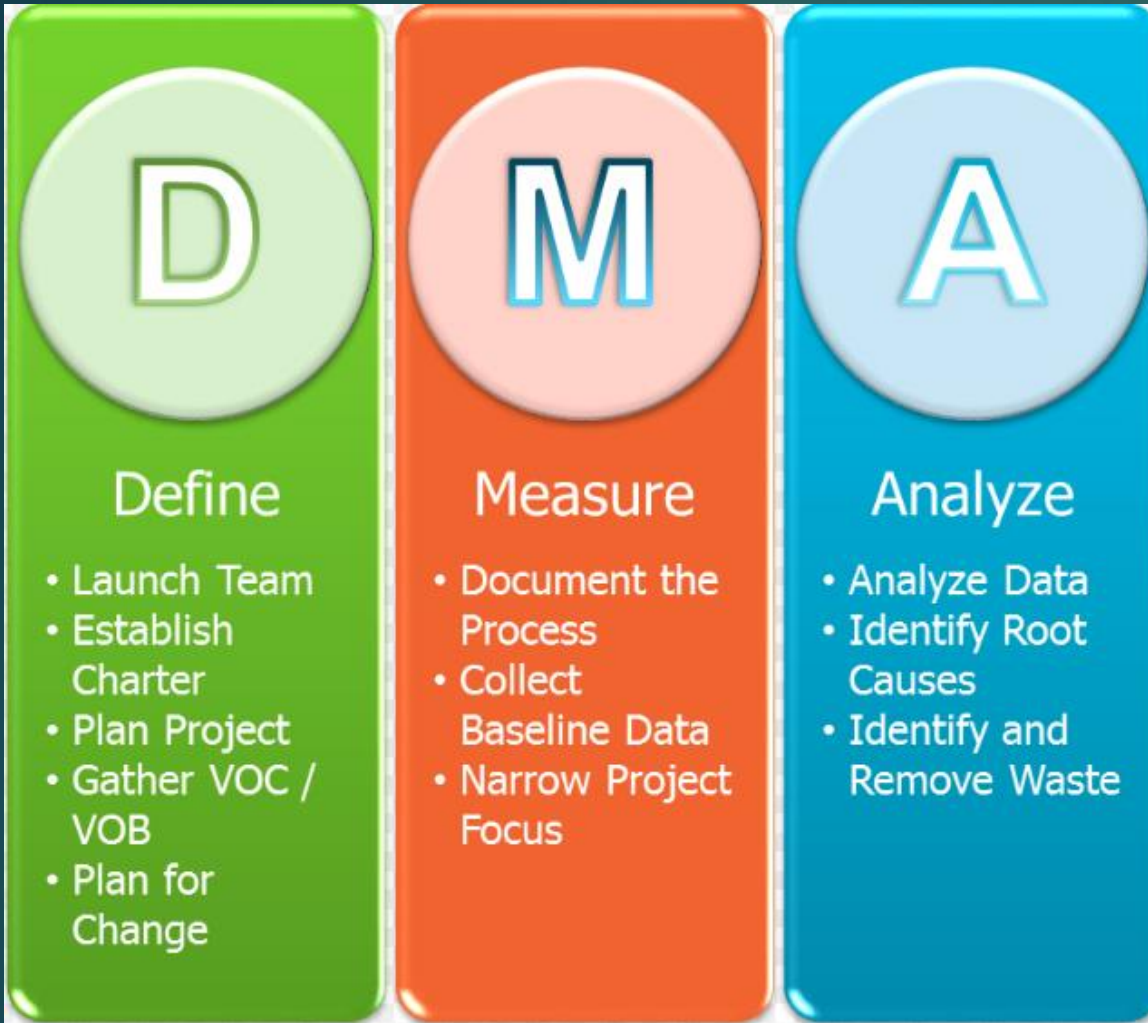 D
Define
• Launch Team
• Establish
Charter
• Plan Project
• Gather VOC /
VOB
• Plan for
Change
M
Measure
• Document the
Process
• Collect
Baseline Data
• Narrow Project
Focus
A
Analyze
• Analyze Data
• Identify Root
Causes
• Identify and
Remove Waste